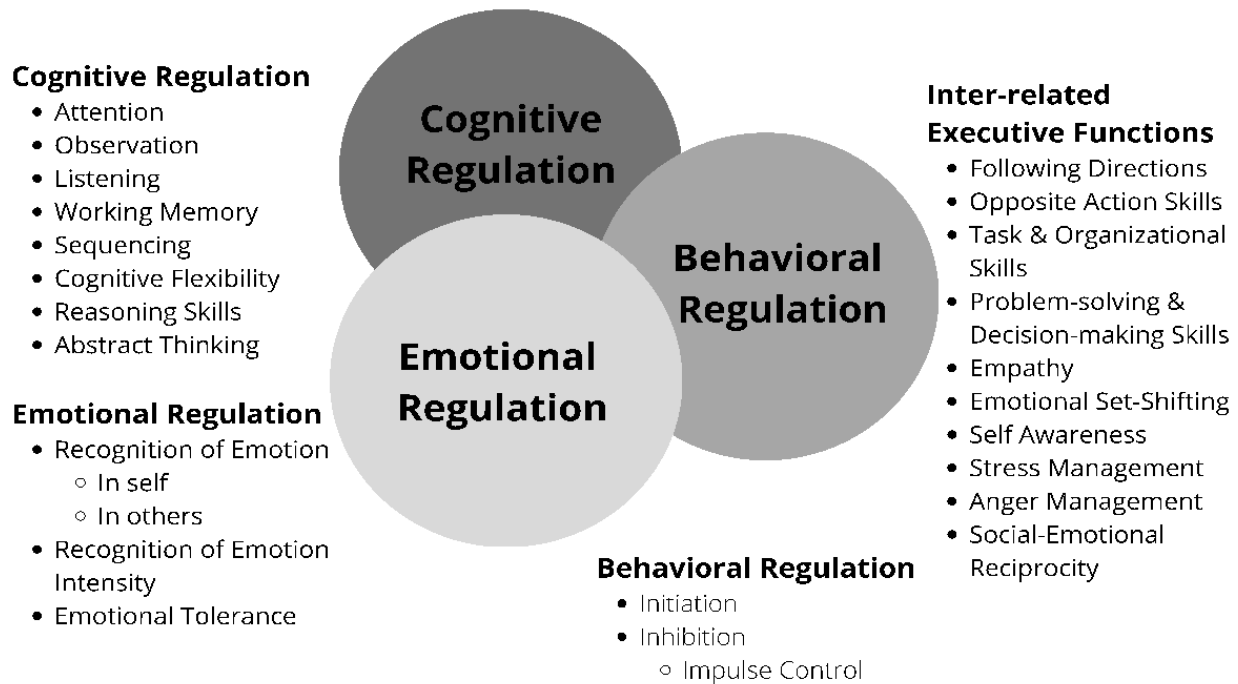 Cognitive Regulation
• Attention
• Observation
• Listening
• Working Memory
• Sequencing
• Cognitive Flexibility
• Reasoning Skills
• Abstract Thinking
Emotional Regulation
• Recognition of Emotion
○ In self
○ In others
• Recognition of Emotion
Intensity
• Emotional Tolerance
Cognitive
Regulation
Behavioral
Regulation
Emotional
Regulation
Behavioral Regulation
• Initiation
• Inhibition
○ Impulse Control
Inter-related
Executive Functions
• Following Directions
• Opposite Action Skills
• Task & Organizational
Skills
• Problem-solving &
Decision-making Skills
• Empathy
• Emotional Set-Shifting
• Self Awareness
• Stress Management
• Anger Management
• Social-Emotional
Reciprocity